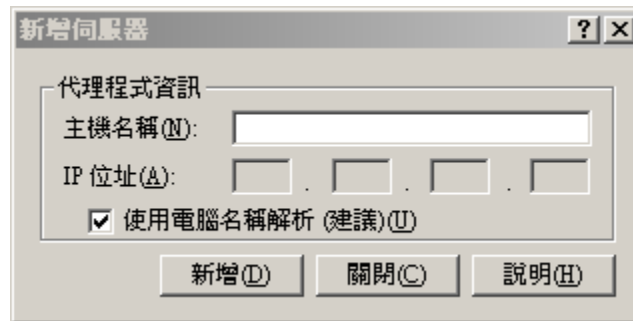 新增伺服器
代理程式資訊
主機名稱(N):
IP 位址(A):
. . .
使用電腦名稱解析 (建議)(U)
新增(D) 關閉(C) 說明(H)